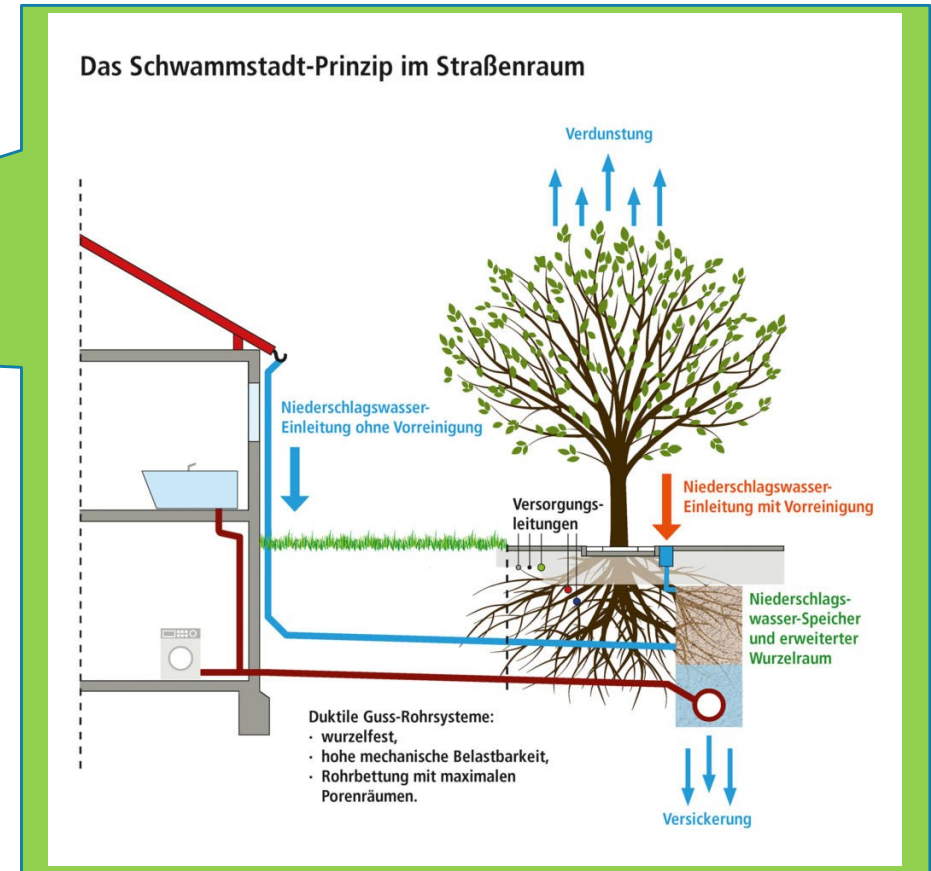 Das Schwammstadt-Prinzip im Straßenraum
Verdunstung
Niederschlagswasser-
Einleitung ohne Vorreinigung
Versorgungs-
leitungen
Niederschlagswasser-
Einleitung mit Vorreinigung
Niederschlags-
wasser-Speicher
und erweiterter
Wurzelraum
Duktile Guss-Rohrsysteme:
· wurzelfest,
· hohe mechanische Belastbarkeit,
· Rohrbettung mit maximalen
Porenräumen.
Versickerung